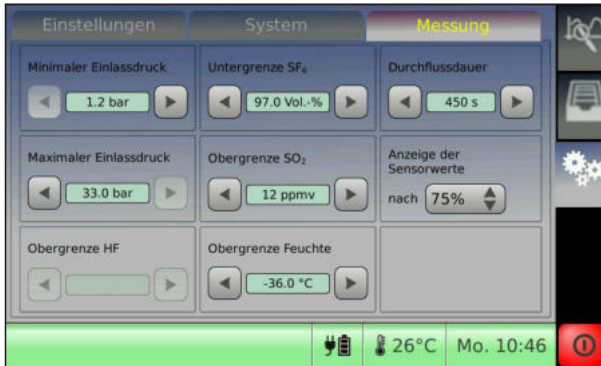 Einstellungen System Messung
Minimaler Einlassdruck
1.2 bar
Untergrenze SF₆
97.0 Vol.-%
Durchflussdauer
450 s
Maximaler Einlassdruck
33.0 bar
Obergrenze SO₂
12 ppmv
Anzeige der
Sensorwerte
nach 75%
Obergrenze HF
Obergrenze Feuchte
-36.0 °C
26°C Mo. 10:46